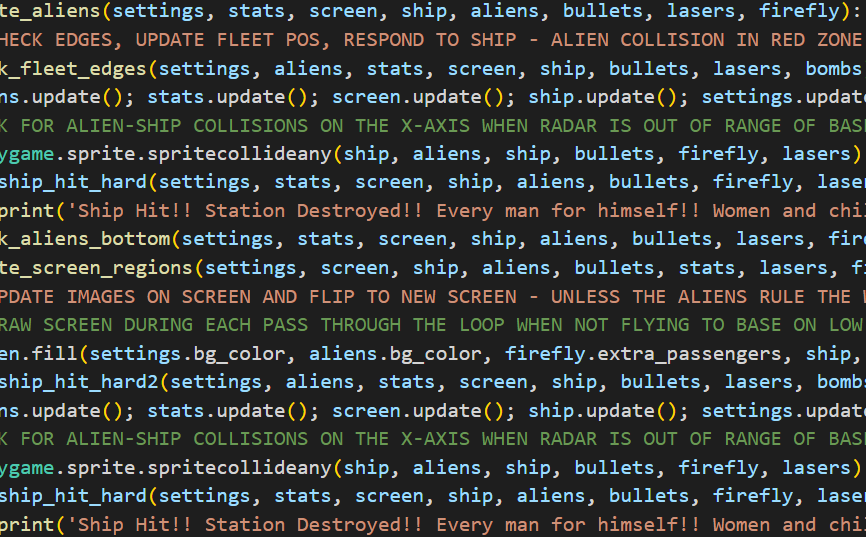 te_aliens(settings, stats, screen, ship, aliens, bullets, lasers, firefly):
HECK EDGES, UPDATE FLEET POS, RESPOND TO SHIP - ALIEN COLLISION IN RED ZONE
k_fleet_edges(settings, aliens, stats, screen, ship, bullets, lasers, bombs
ns.update(); stats.update(); screen.update(); ship.update(); settings.update
K FOR ALIEN-SHIP COLLISIONS ON THE X-AXIS WHEN RADAR IS OUT OF RANGE OF BAS
ygame.sprite.spritecollideany(ship, aliens, ship, bullets, firefly, lasers)
ship_hit_hard(settings, stats, screen, ship, aliens, bullets, firefly, laser
print('Ship Hit!! Station Destroyed!! Every man for himself!! Women and chil
k_aliens_bottom(settings, stats, screen, ship, aliens, bullets, lasers, fire
te_screen_regions(settings, screen, ship, aliens, bullets, stats, lasers, fi
PDATE IMAGES ON SCREEN AND FLIP TO NEW SCREEN - UNLESS THE ALIENS RULE THE W
RAW SCREEN DURING EACH PASS THROUGH THE LOOP WHEN NOT FLYING TO BASE ON LOW
en.fill(settings.bg_color, aliens.bg_color, firefly.extra_passengers, ship,
ship_hit_hard2(settings, aliens, stats, screen, ship, bullets, lasers, bombs
ns.update(); stats.update(); screen.update(); ship.update(); settings.update
K FOR ALIEN-SHIP COLLISIONS ON THE X-AXIS WHEN RADAR IS OUT OF RANGE OF BAS
ygame.sprite.spritecollideany(ship, aliens, ship, bullets, firefly, lasers)
ship_hit_hard(settings, stats, screen, ship, aliens, bullets, firefly, laser
print('Ship Hit!! Station Destroyed!! Every man for himself!! Women and chil